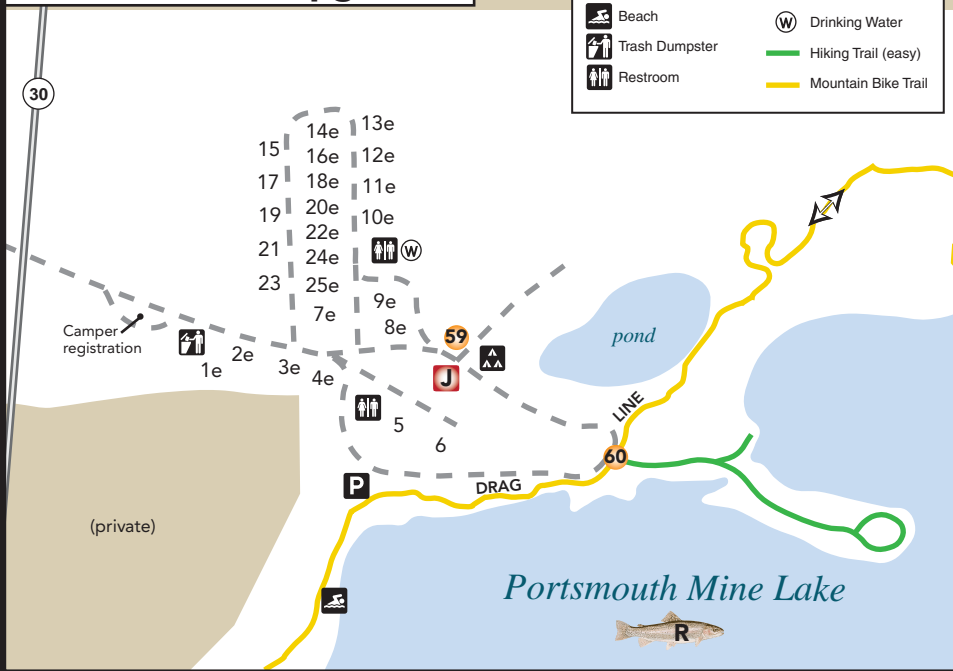 Beach
Trash Dumpster
Restroom
W Drinking Water
Hiking Trail (easy)
Mountain Bike Trail
30
14e
13e
15
16e
12e
17
18e
11e
19
20e
10e
22e
21
24e
W
23
25e
9e
7e
8e
Camper
registration
1e
2e
3e
4e
59
J
pond
5
6
LINE
60
P
DRAG
(private)
Portsmouth Mine Lake
R